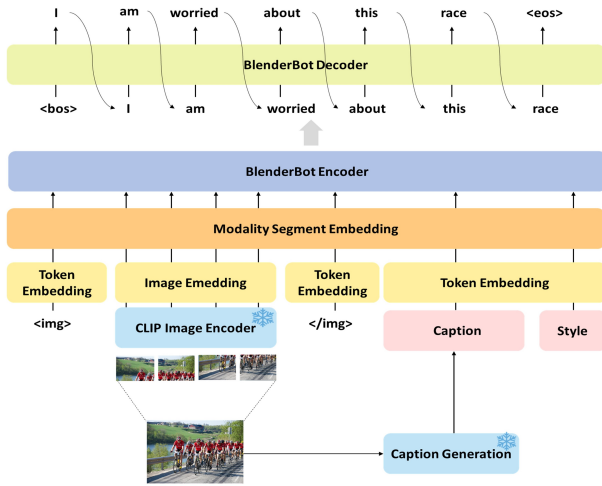 I am worried about this race <eos>
BlenderBot Decoder
<bos> I am worried about this race
BlenderBot Encoder
Modality Segment Embedding
Token Embedding
Image Emedding
Token Embedding
Token Embedding
<img>
CLIP Image Encoder
</img>
Caption
Style
Caption Generation